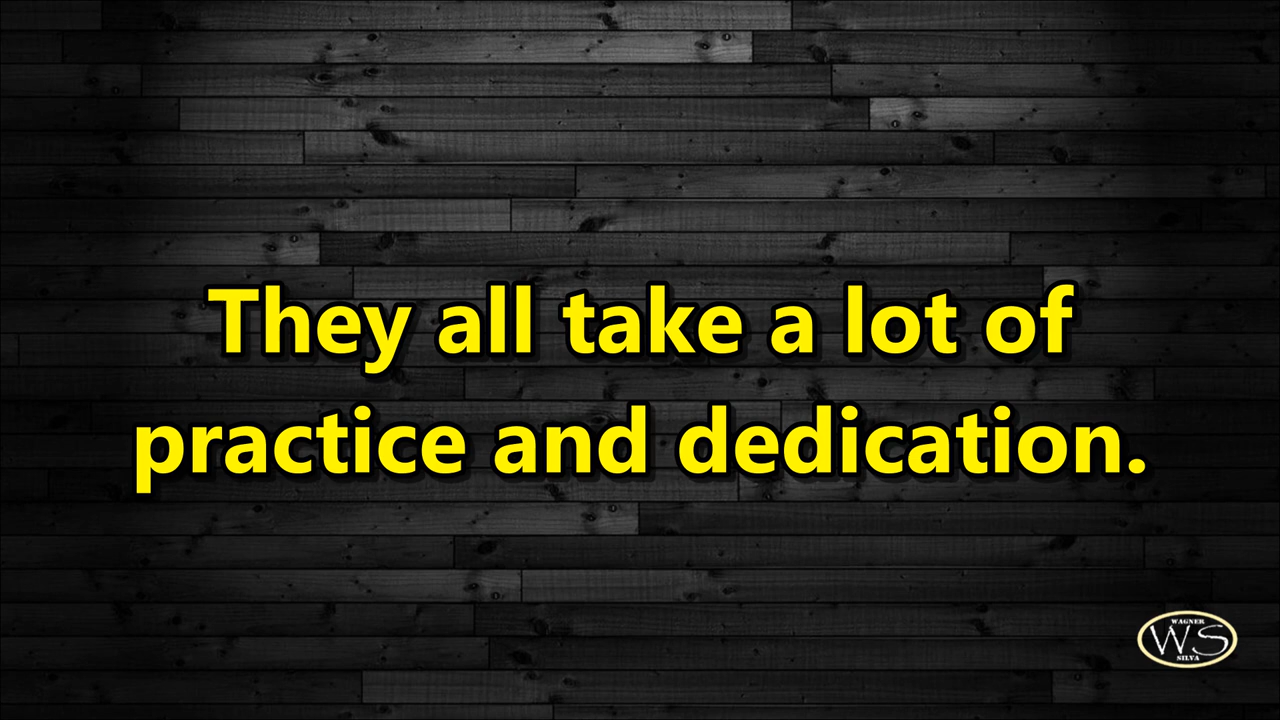 They all take a lot of
practice and dedication.
WAGNER
WS
SILVA